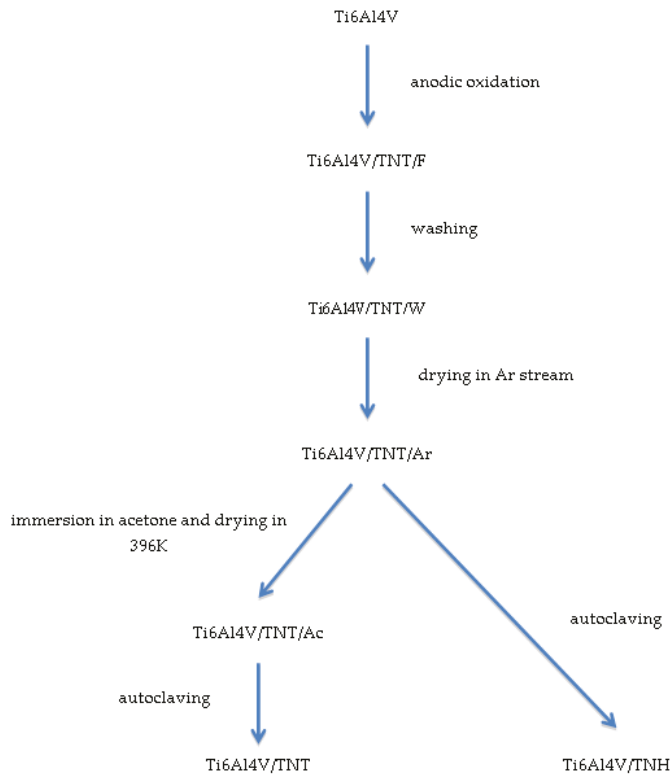 Ti6Al4V
anodic oxidation
Ti6Al4V/TNT/F
washing
Ti6Al4V/TNT/W
drying in Ar stream
Ti6Al4V/TNT/Ar
immersion in acetone and drying in
396K
autoclaving
Ti6Al4V/TNT/Ac
autoclaving
Ti6Al4V/TNT
Ti6Al4V/TNH